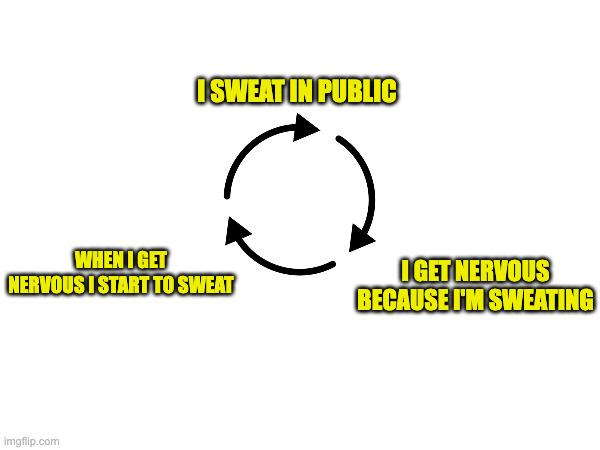 I SWEAT IN PUBLIC
WHEN I GET
NERVOUS I START TO SWEAT
I GET NERVOUS
BECAUSE I'M SWEATING
imgflip.com